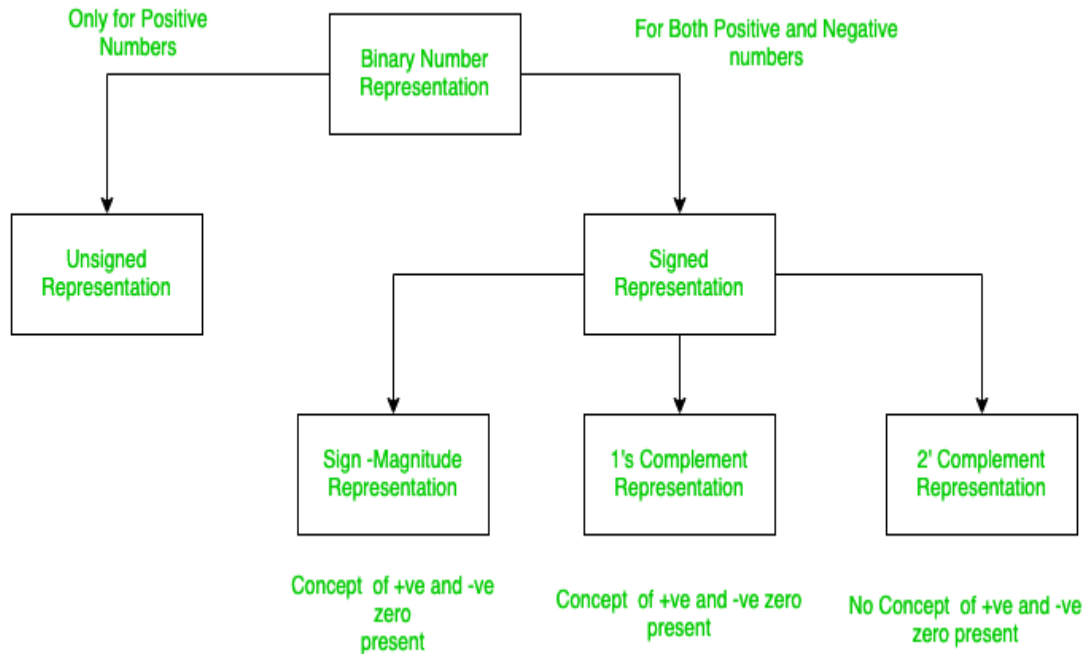 Only for Positive
Numbers
Binary Number
Representation
For Both Positive and Negative
numbers
Unsigned
Representation
Signed
Representation
Sign -Magnitude
Representation
1's Complement
Representation
2' Complement
Representation
Concept of +ve and -ve
zero
present
Concept of +ve and -ve zero
present
No Concept of +ve and -ve
zero present